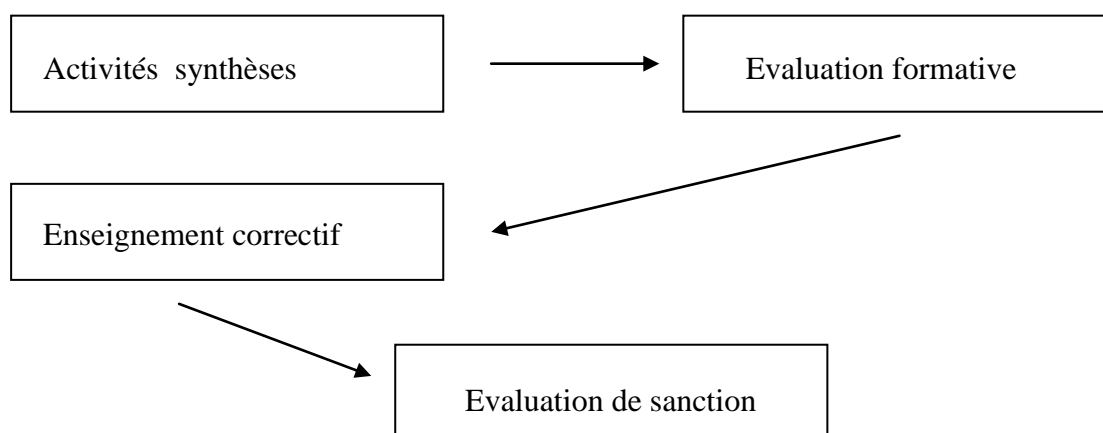 Activités synthèses
Evaluation formative
Enseignement correctif
Evaluation de sanction